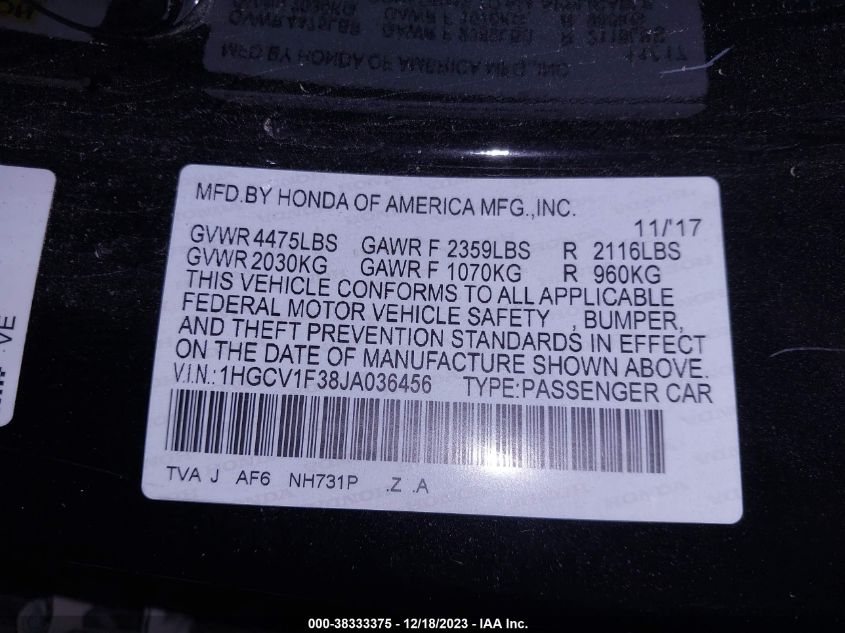 MFD.BY HONDA OF AMERICA MFG.,INC.
11/'17
GVWR 4475LBS GAWR F 2359LBS R 2116LBS
GVWR 2030KG GAWR F 1070KG R 960KG
THIS VEHICLE CONFORMS TO ALL APPLICABLE
FEDERAL MOTOR VEHICLE SAFETY , BUMPER,
AND THEFT PREVENTION STANDARDS IN EFFECT
ON THE DATE OF MANUFACTURE SHOWN ABOVE.
V.I.N.:1HGCV1F38JA036456 TYPE:PASSENGER CAR
TVA J AF6 NH731P .Z .A
.VE
000-38333375 - 12/18/2023 - IAA Inc.